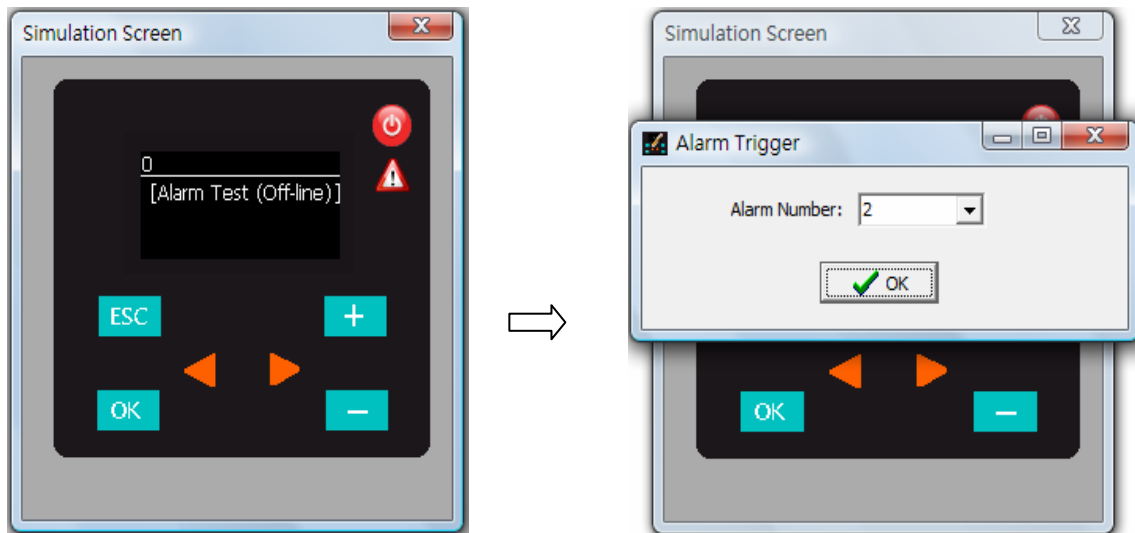 Simulation Screen
0
[Alarm Test (Off-line)]
ESC
+
OK
−
Simulation Screen
Alarm Trigger
Alarm Number: 2
OK
OK
−